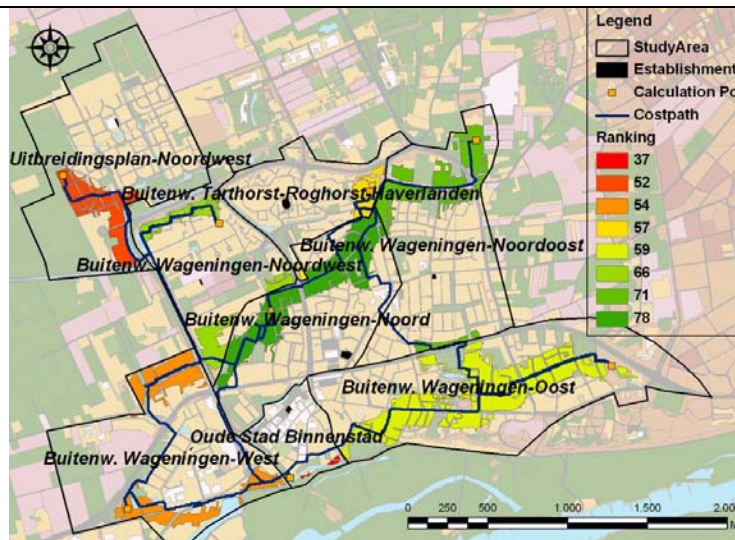 Legend
StudyArea
Establishment
Calculation Po
Costpath
Ranking
37
52
54
57
59
66
71
78
Uitbreidingsplan-Noordwest
Buitenw. Tarthorst-Roghorst-Haverlanden
Buitenw. Wageningen-Noordoost
Buitenw. Wageningen-Noordwest
Buitenw. Wageningen-Noord
Buitenw. Wageningen-Oost
Oude Stad Binnenstad
Buitenw. Wageningen-West
0 250 500 1.000 1.500 2.000
M